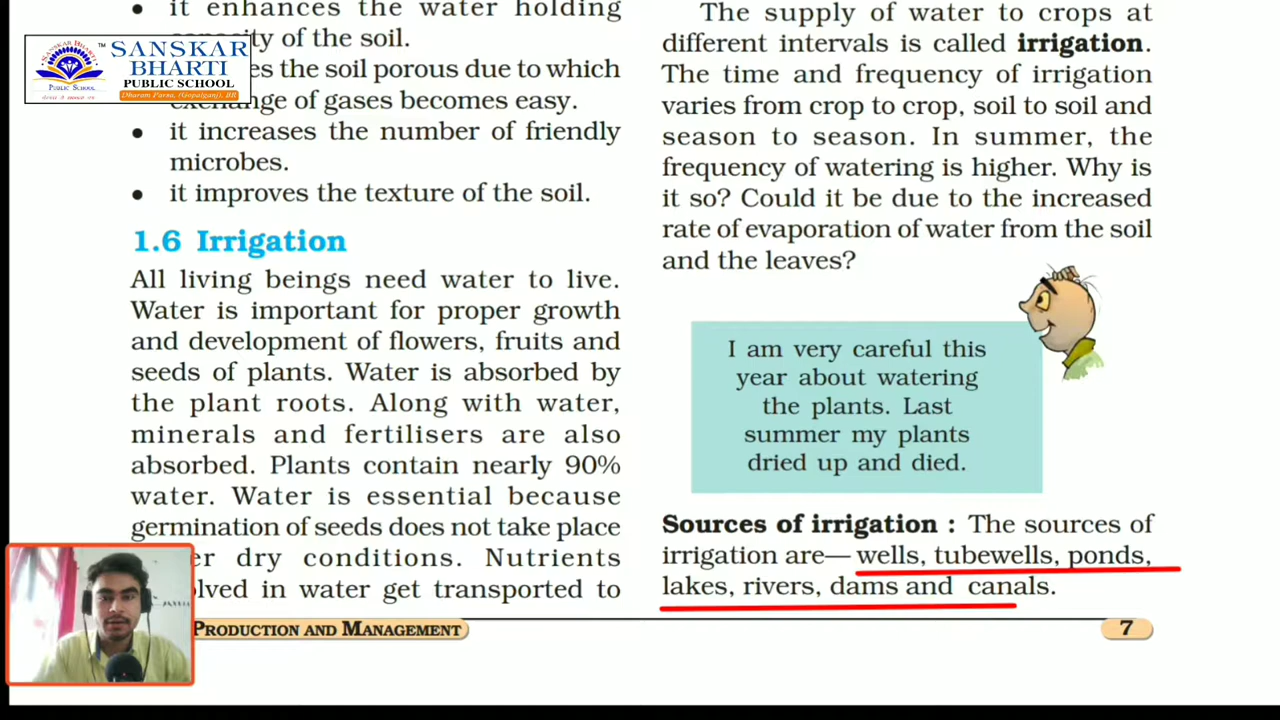 it enhances the water holding
of the soil.
the soil porous due to which
of gases becomes easy.
it increases the number of friendly
microbes.
it improves the texture of the soil.
1.6 Irrigation
All living beings need water to live.
Water is important for proper growth
and development of flowers, fruits and
seeds of plants. Water is absorbed by
the plant roots. Along with water,
minerals and fertilisers are also
absorbed. Plants contain nearly 90%
water. Water is essential because
germination of seeds does not take place
dry conditions. Nutrients
in water get transported to
The supply of water to crops at
different intervals is called irrigation.
The time and frequency of irrigation
varies from crop to crop, soil to soil and
season to season. In summer, the
frequency of watering is higher. Why is
it so? Could it be due to the increased
rate of evaporation of water from the soil
and the leaves?
I am very careful this
year about watering
the plants. Last
summer my plants
dried up and died.
Sources of irrigation : The sources of
irrigation are— wells, tubewells, ponds,
lakes, rivers, dams and canals.
PRODUCTION AND MANAGEMENT
7
SANSKAR BHARTI
PUBLIC SCHOOL
TM
SANSKAR
BHARTI
PUBLIC SCHOOL
Dharam Parsa, (Gopalganj), BR